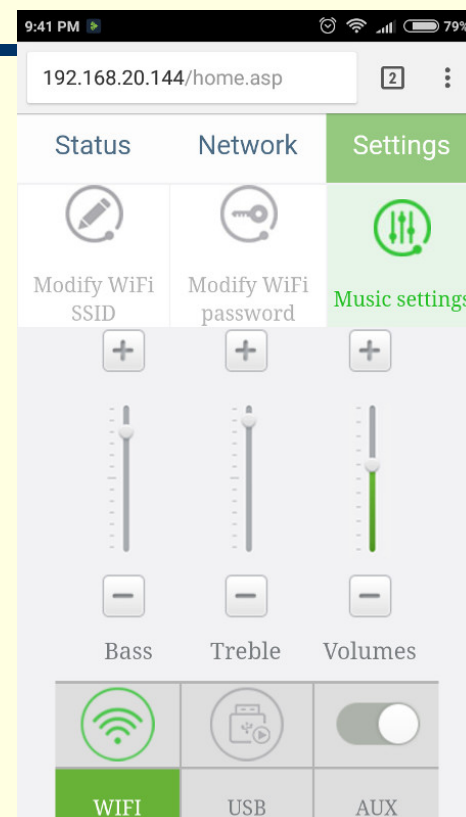 9:41 PM 79%
192.168.20.144/home.asp 2
Status Network Settings
Modify WiFi Modify WiFi Music settings
SSID password
Bass Treble Volumes
WIFI USB AUX